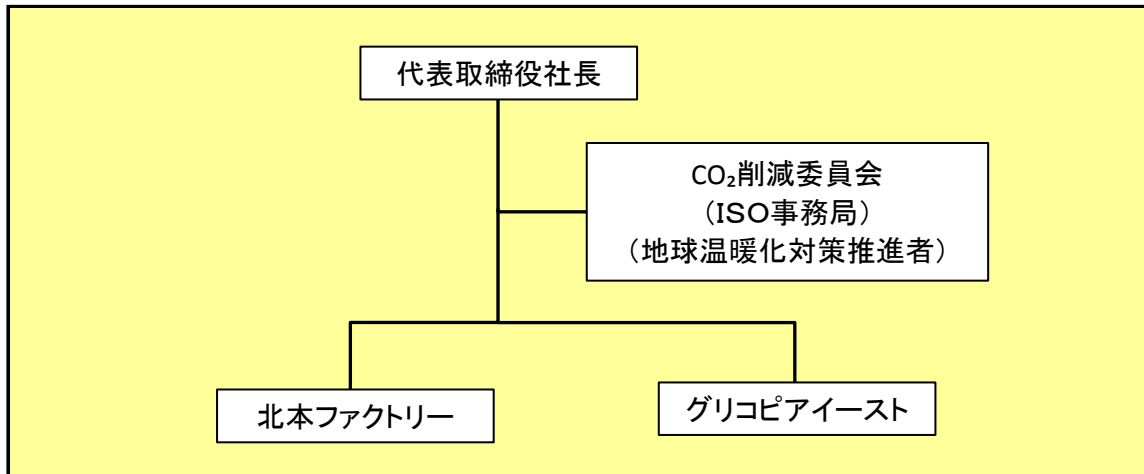 代表取締役社長
CO₂削減委員会
（ＩＳＯ事務局）
（地球温暖化対策推進者）
北本ファクトリー
グリコピアイースト